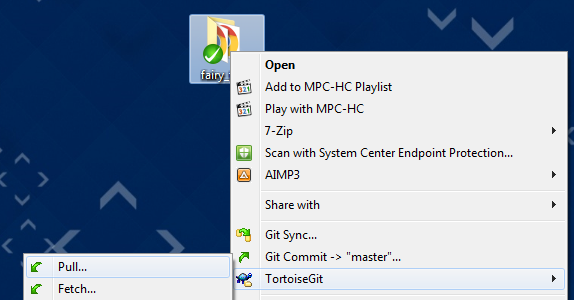 fairy
Open
Add to MPC-HC Playlist
Play with MPC-HC
7-Zip
Scan with System Center Endpoint Protection...
AIMP3
Share with
Git Sync...
Git Commit -> "master"...
TortoiseGit
Pull...
Fetch...